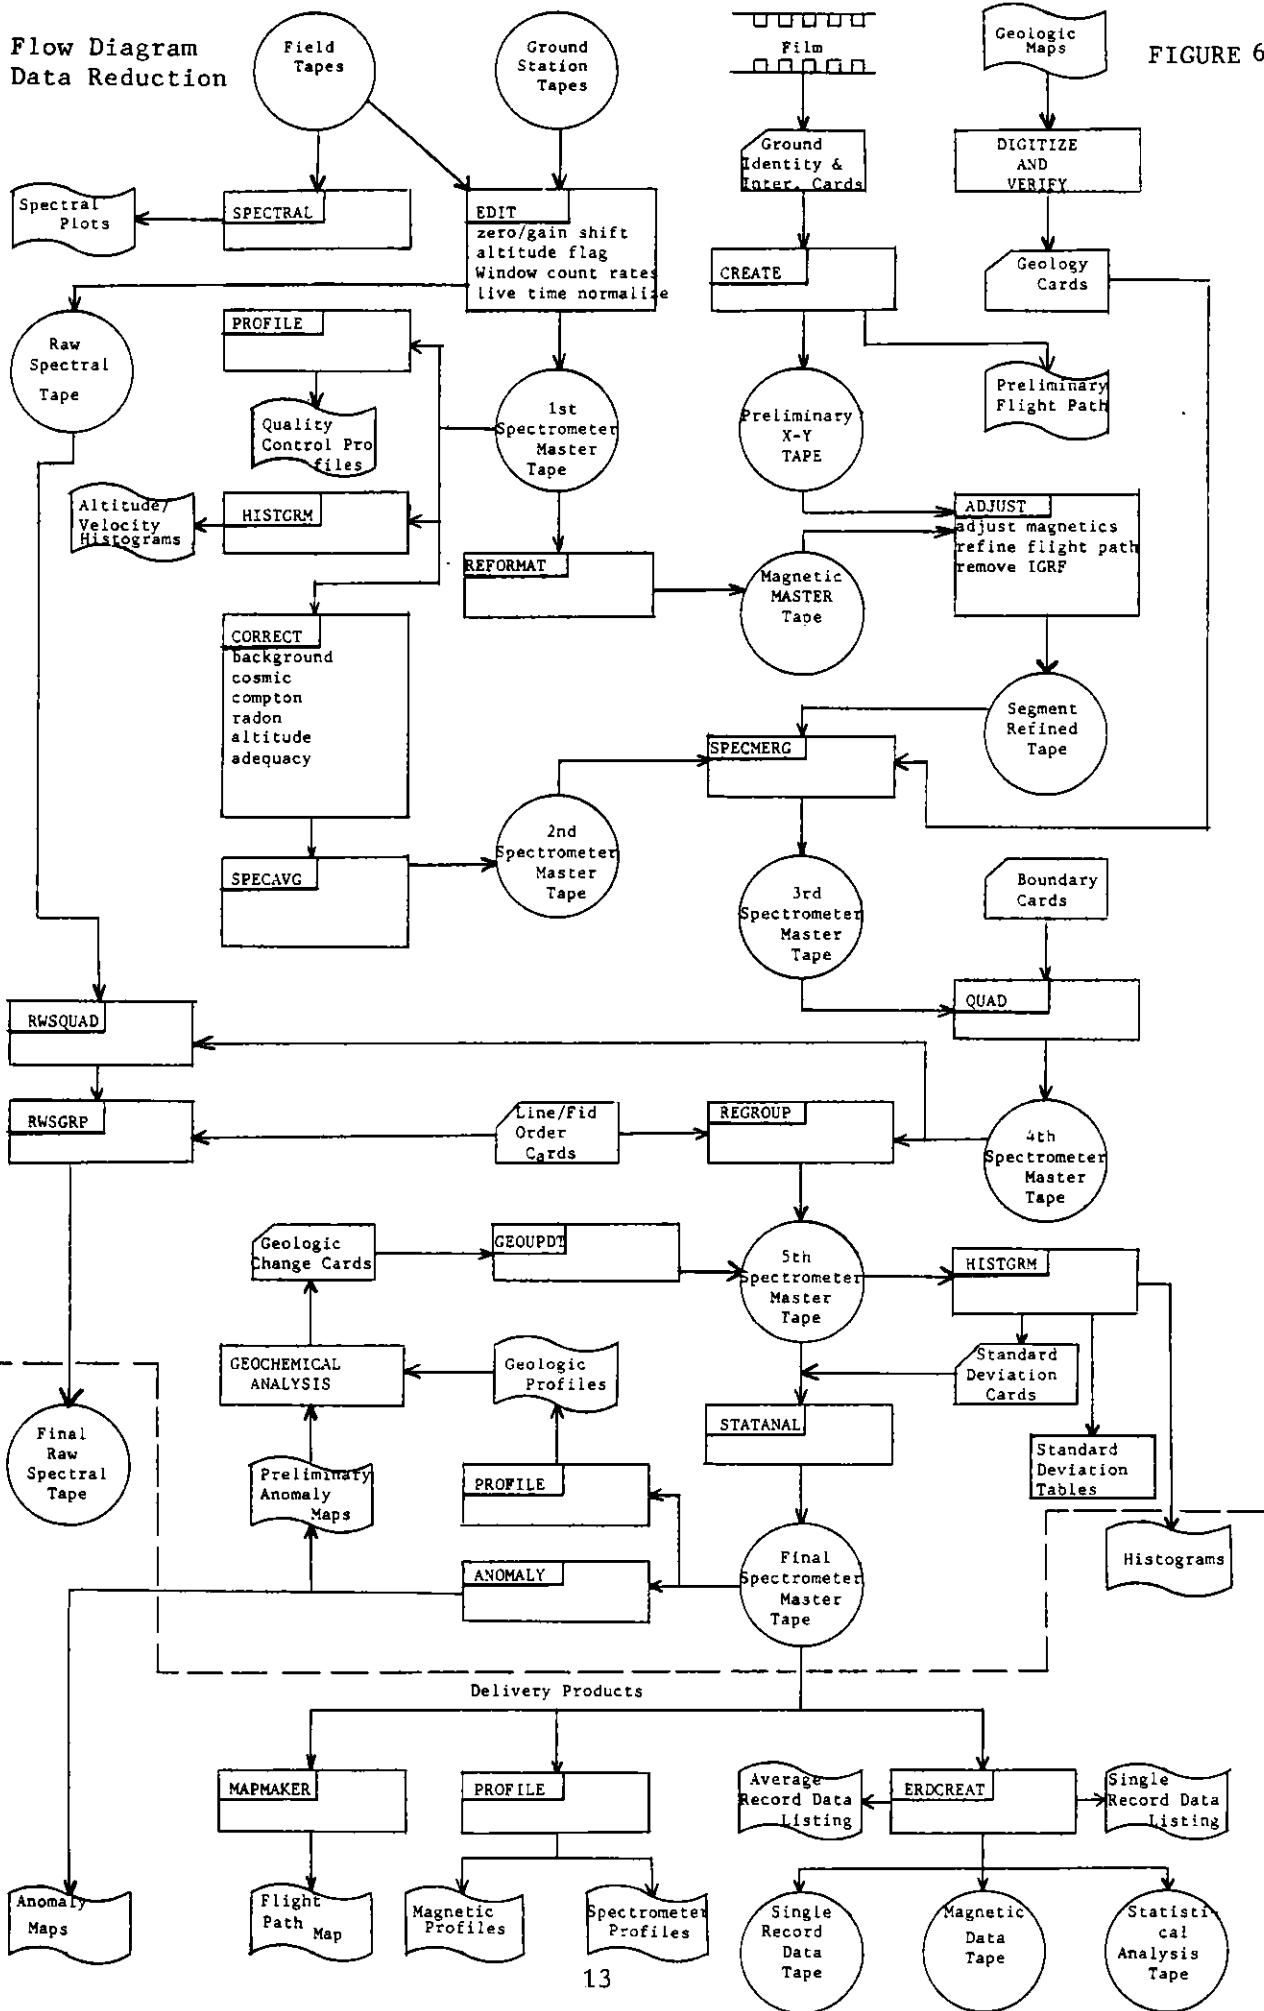 Flow Diagram
Data Reduction
FIGURE 6
Field
Tapes
Ground
Station
Tapes
Film
Geologic
Maps
Ground
Identity &
Inter. Cards
DIGITIZE
AND
VERIFY
Spectral
Plots
SPECTRAL
EDIT
zero/gain shift
altitude flag
Window count rates
live time normalize
CREATE
Geology
Cards
PROFILE
Raw
Spectral
Tape
Quality
Control Pro
files
1st
Spectrometer
Master
Tape
Preliminary
X-Y
TAPE
Preliminary
Flight Path
Altitude/
Velocity
Histograms
HISTGRM
REFORMAT
Magnetic
MASTER
Tape
ADJUST
adjust magnetics
refine flight path
remove IGRF
CORRECT
background
cosmic
compton
radon
altitude
adequacy
Segment
Refined
Tape
SPECMERG
SPECAVG
2nd
Spectrometer
Master
Tape
3rd
Spectrometer
Master
Tape
Boundary
Cards
QUAD
RWSQUAD
RWSGRP
Line/Fid
Order
Cards
REGROUP
4th
Spectrometer
Master
Tape
Geologic
Change Cards
GEOUPDT
5th
Spectrometer
Master
Tape
HISTGRM
GEOCHEMICAL
ANALYSIS
Geologic
Profiles
Standard
Deviation
Cards
STATANAL
Final
Raw
Spectral
Tape
Preliminary
Anomaly
Maps
PROFILE
Standard
Deviation
Tables
ANOMALY
Final
Spectrometer
Master
Tape
Histograms
Delivery Products
MAPMAKER
PROFILE
Average
Record Data
Listing
ERDCREAT
Single
Record Data
Listing
Anomaly
Maps
Flight
Path
Map
Magnetic
Profiles
Spectrometer
Profiles
Single
Record
Data
Tape
Magnetic
Data
Tape
Statisti-
cal
Analysis
Tape
13